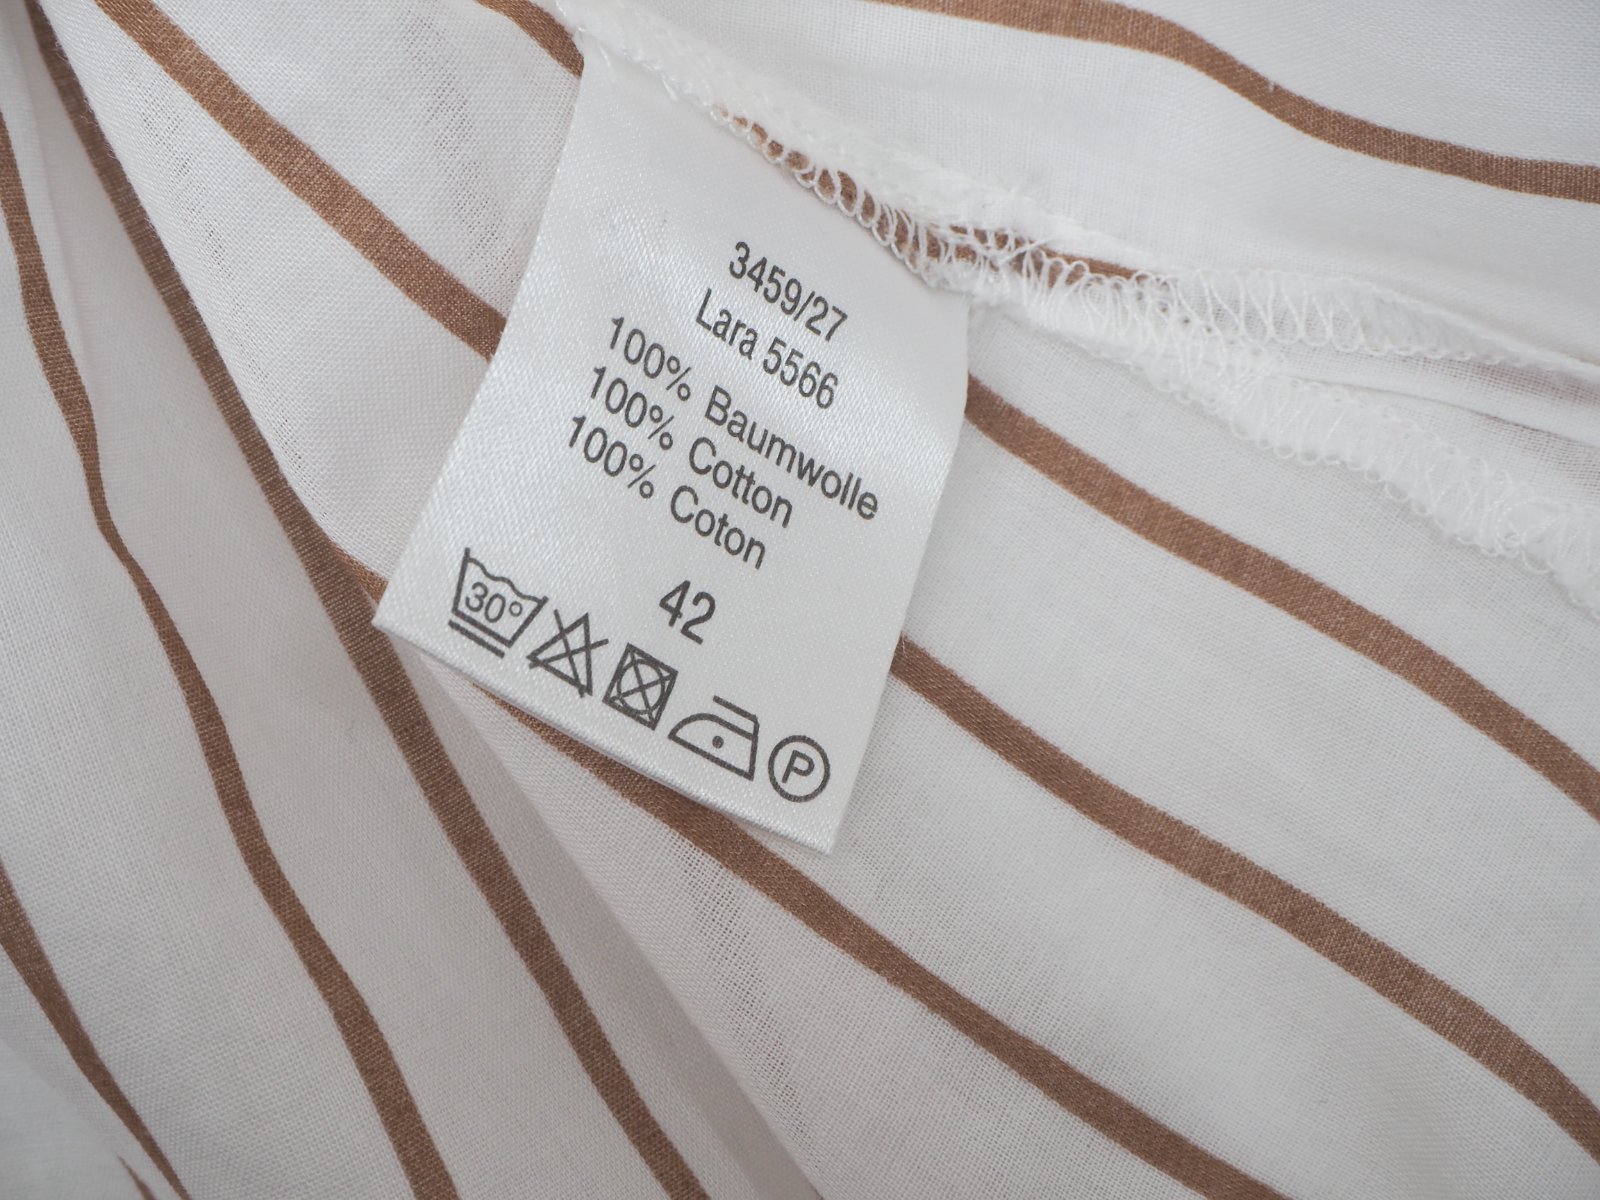 3459/27
Lara 5566
100% Baumwolle
100% Cotton
100% Coton
42
30°
P